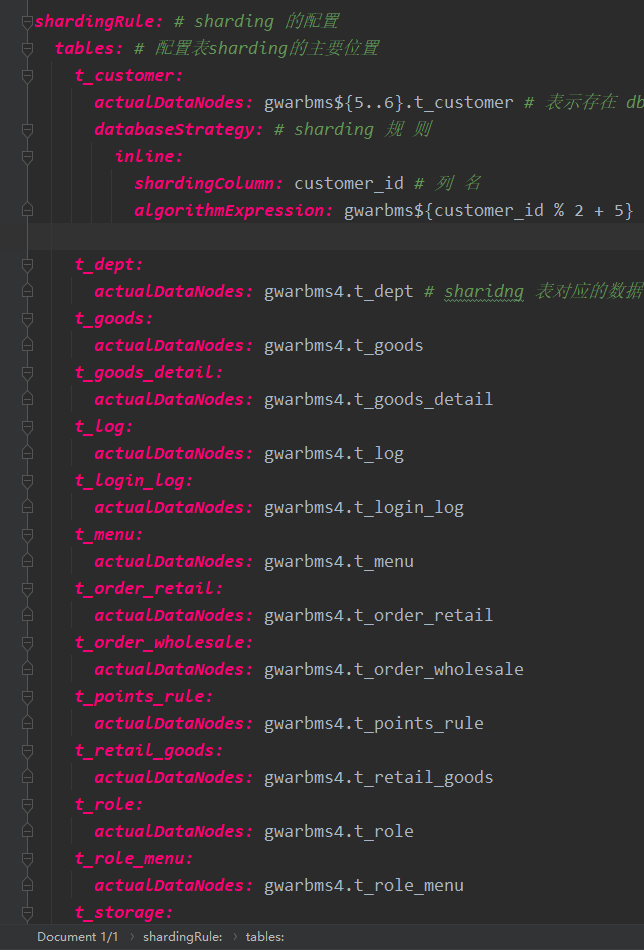 shardingRule: # sharding 的配置
tables: # 配置表sharding的主要位置
t_customer:
actualDataNodes: gwarbms${5..6}.t_customer # 表示存在 db
databaseStrategy: # sharding 规 则
inline:
shardingColumn: customer_id # 列 名
algorithmExpression: gwarbms${customer_id % 2 + 5}
t_dept:
actualDataNodes: gwarbms4.t_dept # sharidng 表对应的数据
t_goods:
actualDataNodes: gwarbms4.t_goods
t_goods_detail:
actualDataNodes: gwarbms4.t_goods_detail
t_log:
actualDataNodes: gwarbms4.t_log
t_login_log:
actualDataNodes: gwarbms4.t_login_log
t_menu:
actualDataNodes: gwarbms4.t_menu
t_order_retail:
actualDataNodes: gwarbms4.t_order_retail
t_order_wholesale:
actualDataNodes: gwarbms4.t_order_wholesale
t_points_rule:
actualDataNodes: gwarbms4.t_points_rule
t_retail_goods:
actualDataNodes: gwarbms4.t_retail_goods
t_role:
actualDataNodes: gwarbms4.t_role
t_role_menu:
actualDataNodes: gwarbms4.t_role_menu
t_storage:
Document 1/1 › shardingRule: › tables: